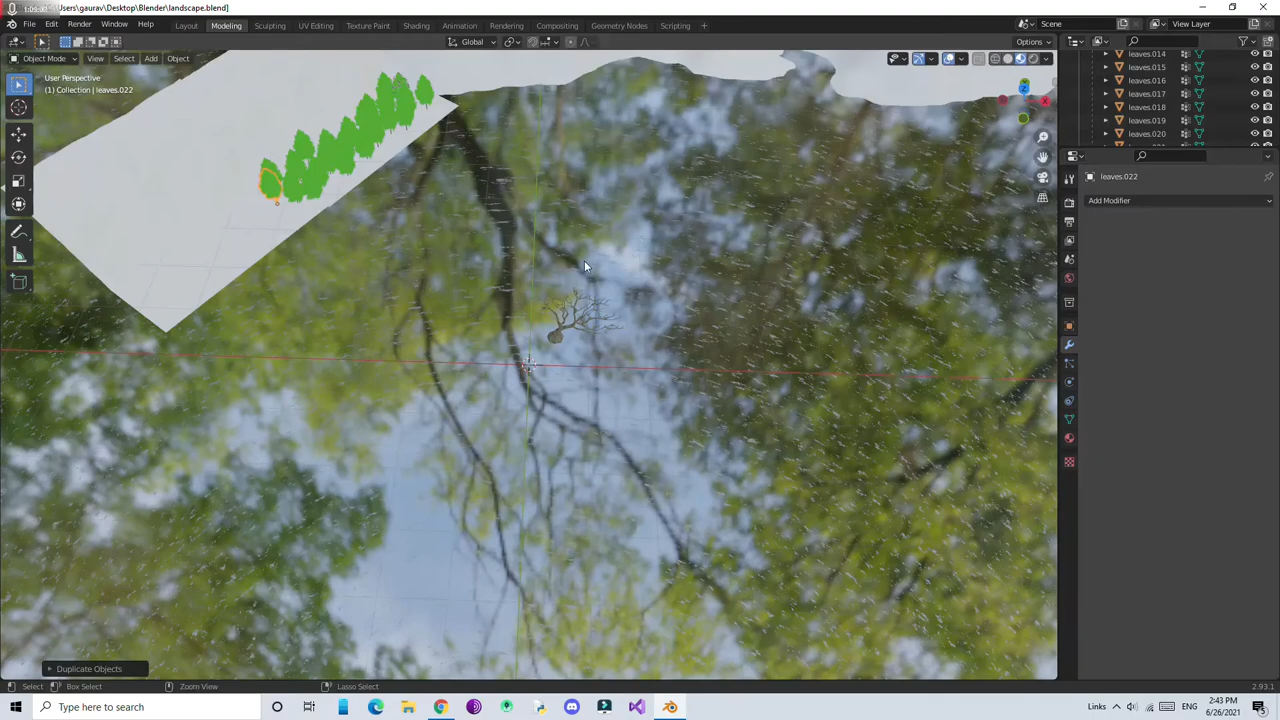 \Users\gaurav\Desktop\Blender\landscape.blend]
File Edit Render Window Help Layout Modeling Sculpting UV Editing Texture Paint Shading Animation Rendering Compositing Geometry Nodes Scripting Scene View Layer
Global Options
Object Mode View Select Add Object
User Perspective
(1) Collection | leaves.022
leaves.014
leaves.015
leaves.016
leaves.017
leaves.018
leaves.019
leaves.020
leaves.022
Add Modifier
Duplicate Objects
Select Box Select Zoom View Lasso Select 2.93.1
Type here to search
Links ENG
2:43 PM
6/26/2021